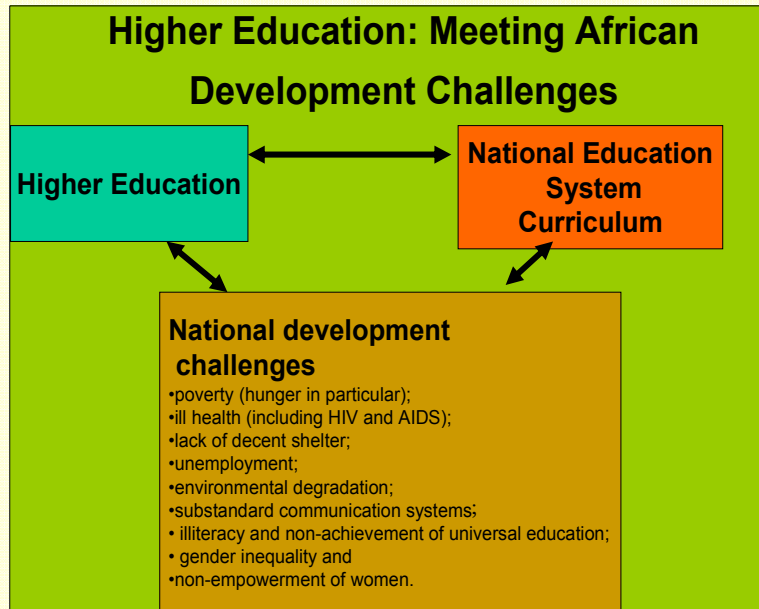 Higher Education: Meeting African
Development Challenges
Higher Education
National Education
System
Curriculum
National development
challenges
•poverty (hunger in particular);
•ill health (including HIV and AIDS);
•lack of decent shelter;
•unemployment;
•environmental degradation;
•substandard communication systems;
• illiteracy and non-achievement of universal education;
• gender inequality and
•non-empowerment of women.